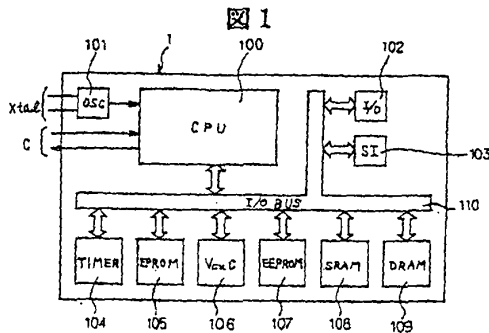 図1
101
1
100
102
OSC
Xtal
CPU
I/O
C
SI
103
I/O BUS
110
TIMER
EPROM
EEPROM
SRAM
DRAM
104
105
106
107
108
109